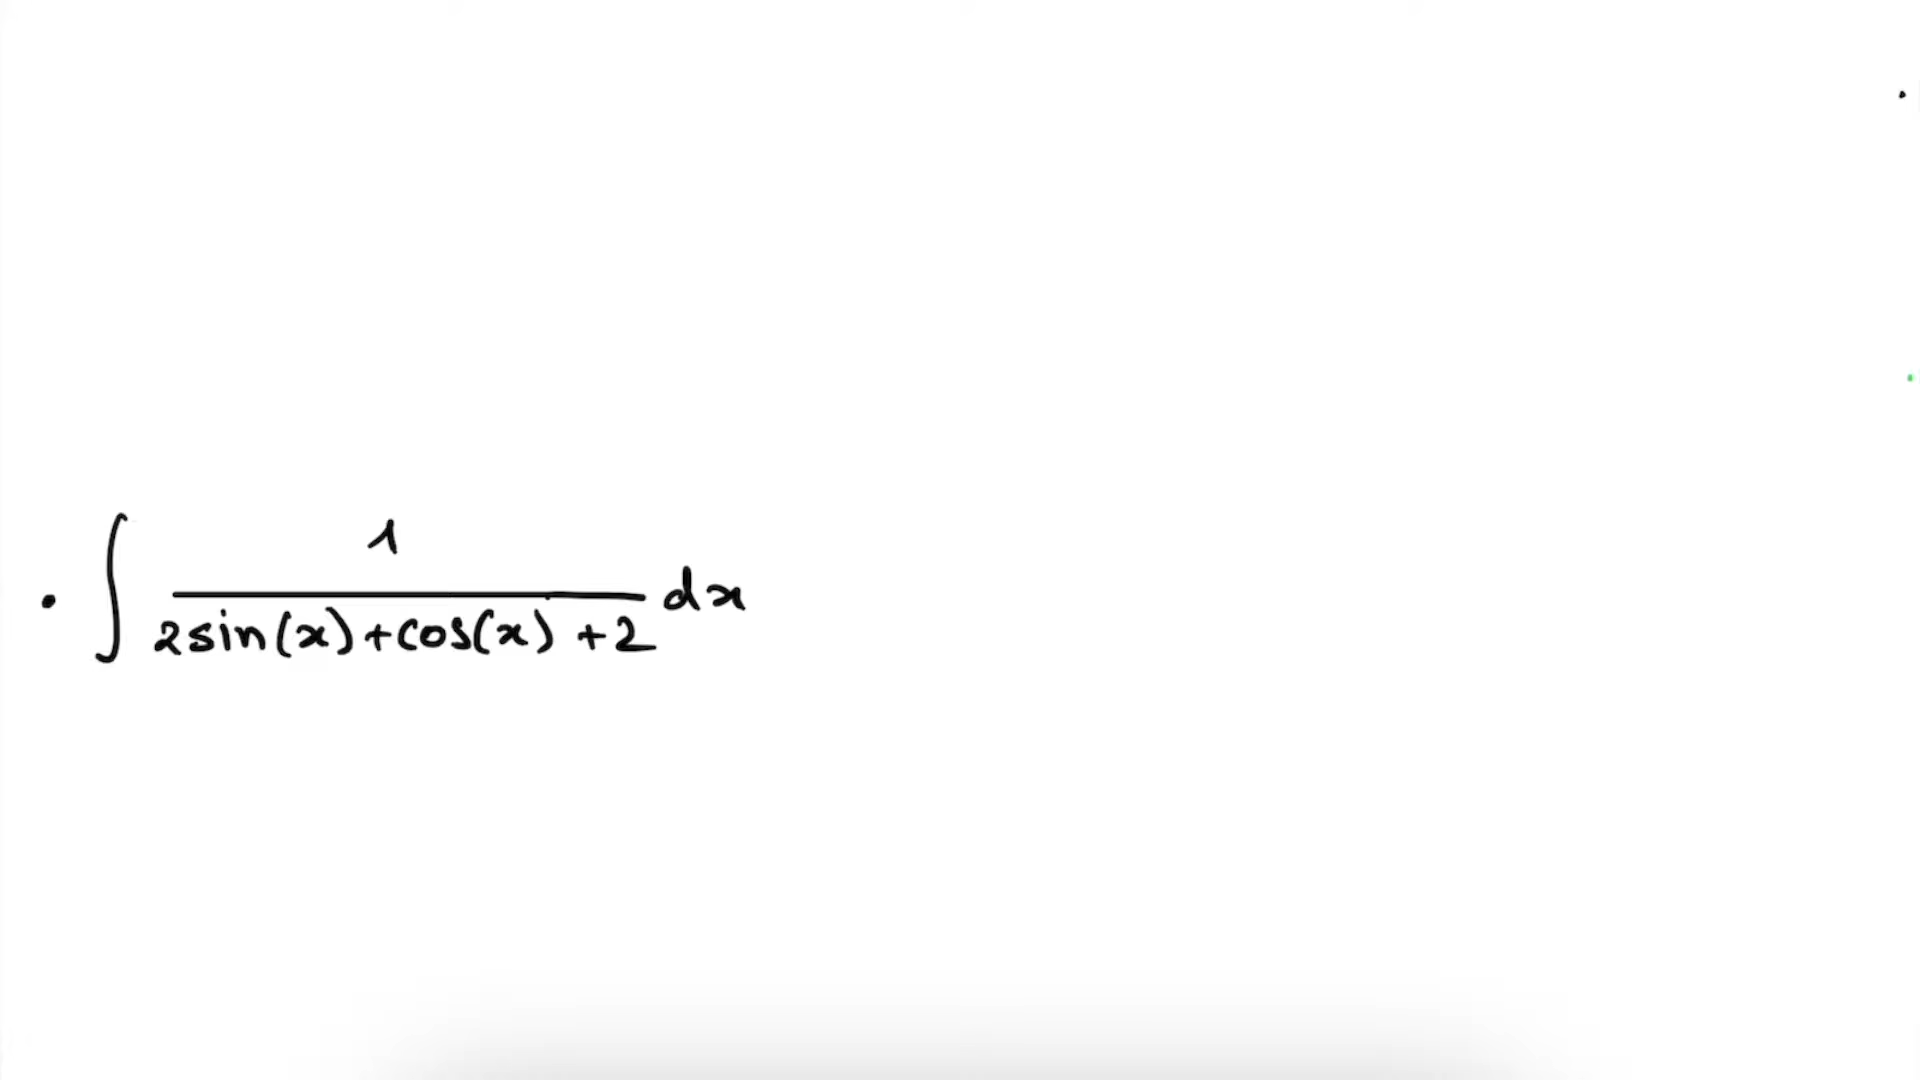 • ∫ 1/(2sin(x)+cos(x)+2) dx